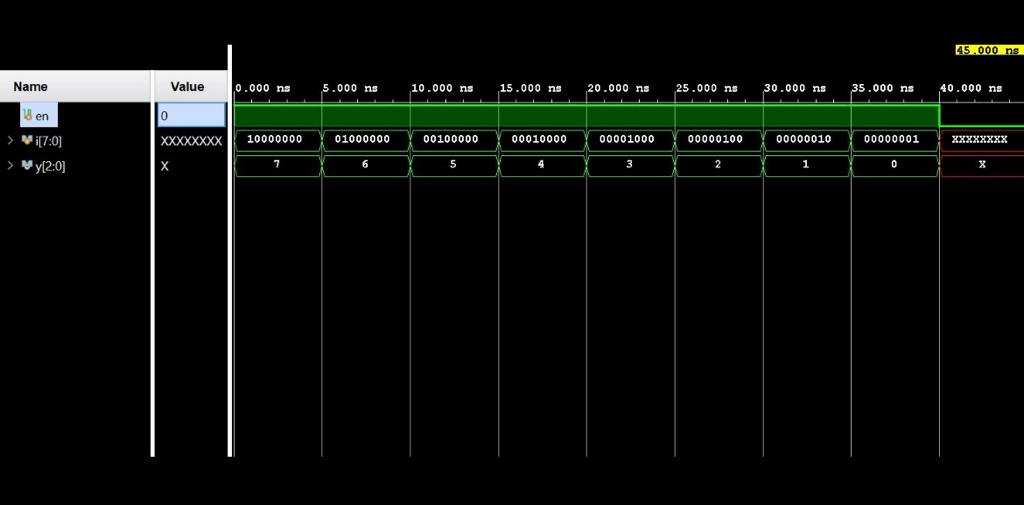 45.000 ns
Name Value 0.000 ns 5.000 ns 10.000 ns 15.000 ns 20.000 ns 25.000 ns 30.000 ns 35.000 ns 40.000 ns
en 0
i[7:0] XXXXXXXX 10000000 01000000 00100000 00010000 00001000 00000100 00000010 00000001 XXXXXXXX
y[2:0] X 7 6 5 4 3 2 1 0 X